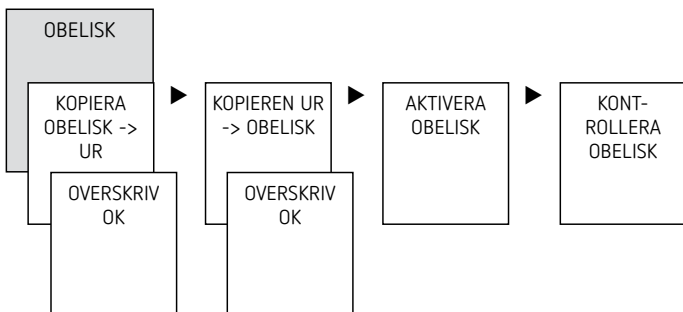 OBELISK
KOPIERA
OBELISK ->
UR
OVERSKRIV
OK
KOPIEREN UR
-> OBELISK
OVERSKRIV
OK
AKTIVERA
OBELISK
KONT-
ROLLERA
OBELISK